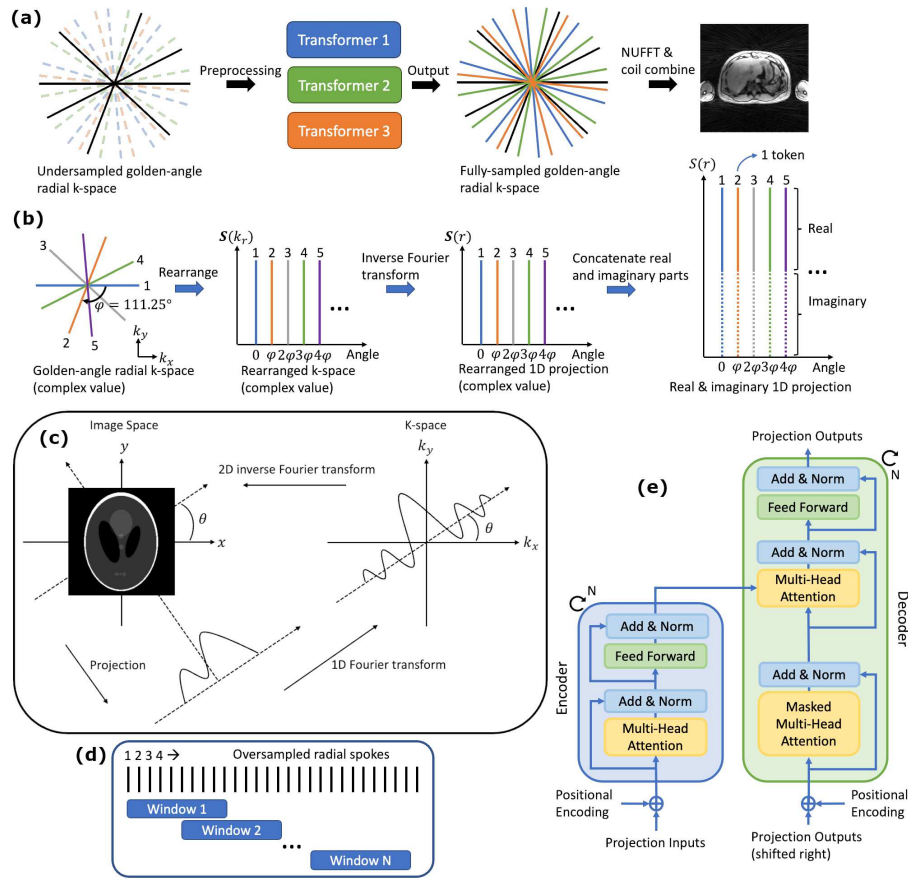 (a)
Preprocessing
Transformer 1
Transformer 2
Transformer 3
Output
NUFFT &
coil combine
Undersampled golden-angle
radial k-space
Fully-sampled golden-angle
radial k-space
(b)
3
4
1
2
5
φ = 111.25°
k_y
k_x
Golden-angle radial k-space
(complex value)
Rearrange
S(k_r)
1 2 3 4 5
...
0 φ 2φ 3φ 4φ Angle
Rearranged k-space
(complex value)
Inverse Fourier
transform
S(r)
1 2 3 4 5
...
0 φ 2φ 3φ 4φ Angle
Rearranged 1D projection
(complex value)
Concatenate real
and imaginary parts
S(r)
1 token
1 2 3 4 5
Real
...
Imaginary
0 φ 2φ 3φ 4φ Angle
Real & imaginary 1D projection
(c)
Image Space
y
θ
x
2D inverse Fourier transform
K-space
k_y
θ
k_x
Projection
1D Fourier transform
(d)
1 2 3 4 → Oversampled radial spokes
Window 1
Window 2
...
Window N
(e)
Projection Outputs
N
Add & Norm
Feed Forward
Add & Norm
Multi-Head
Attention
Add & Norm
Masked
Multi-Head
Attention
Decoder
Positional
Encoding
Projection Outputs
(shifted right)
N
Encoder
Add & Norm
Feed Forward
Add & Norm
Multi-Head
Attention
Positional
Encoding
Projection Inputs